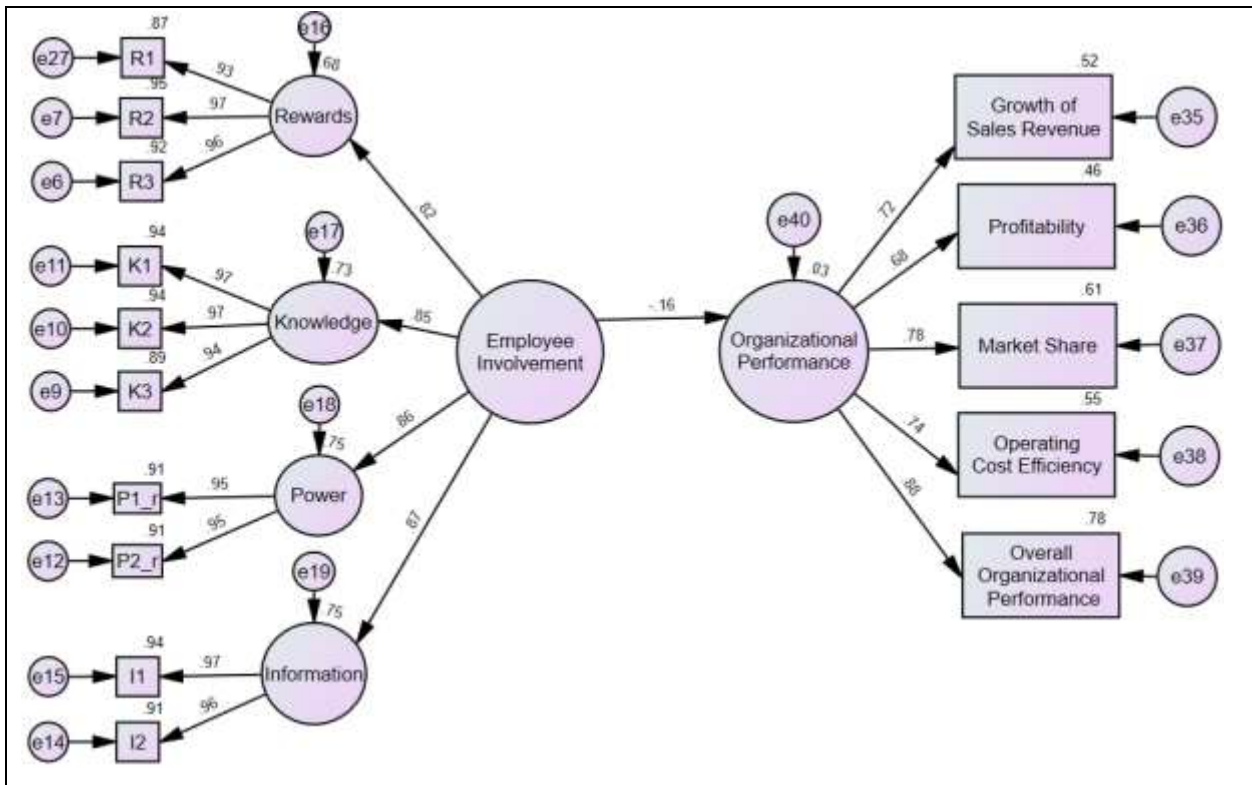 .87
e16
e27
R1
.93
.68
.95
e7
R2
.97
Rewards
.92
.96
e6
R3
.82
.94
e17
e11
K1
.97
.73
.94
e10
K2
.97
Knowledge
.85
.89
.94
e9
K3
e18
.86
.75
.91
e13
P1_r
.95
Power
.91
.95
e12
P2_r
e19
.87
.75
.94
e15
I1
.97
Information
.91
.96
e14
I2
Employee
Involvement
-.16
e40
.03
Organizational
Performance
.72
.52
Growth of
Sales Revenue
e35
.68
.46
Profitability
e36
.78
.61
Market Share
e37
.74
.55
Operating
Cost Efficiency
e38
.88
.78
Overall
Organizational
Performance
e39